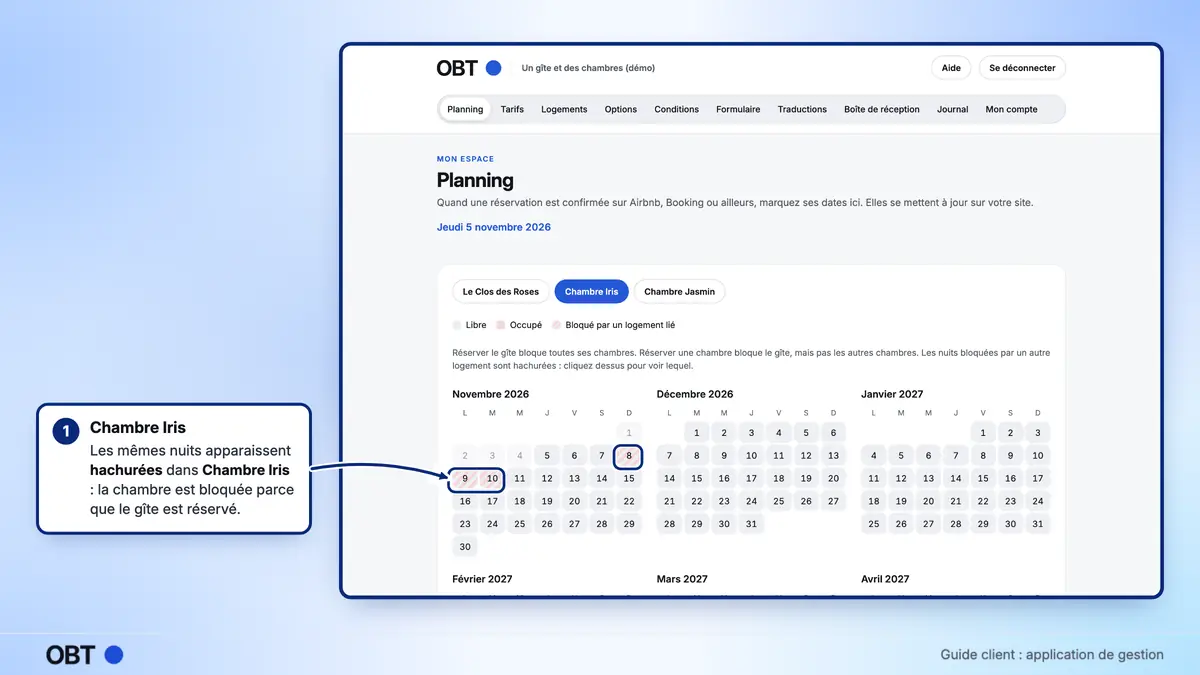 OBT
Un gîte et des chambres (démo)
Aide
Se déconnecter
Planning Tarifs Logements Options Conditions Formulaire Traductions Boîte de réception Journal Mon compte
MON ESPACE
Planning
Quand une réservation est confirmée sur Airbnb, Booking ou ailleurs, marquez ses dates ici. Elles se mettent à jour sur votre site.
Jeudi 5 novembre 2026
Le Clos des Roses Chambre Iris Chambre Jasmin
Libre Occupé Bloqué par un logement lié
Réserver le gîte bloque toutes ses chambres. Réserver une chambre bloque le gîte, mais pas les autres chambres. Les nuits bloquées par un autre
logement sont hachurées : cliquez dessus pour voir lequel.
Novembre 2026
L M M J V S D
1
2 3 4 5 6 7 8
9 10 11 12 13 14 15
16 17 18 19 20 21 22
23 24 25 26 27 28 29
30
Décembre 2026
L M M J V S D
1 2 3 4 5 6
7 8 9 10 11 12 13
14 15 16 17 18 19 20
21 22 23 24 25 26 27
28 29 30 31
Janvier 2027
L M M J V S D
1 2 3
4 5 6 7 8 9 10
11 12 13 14 15 16 17
18 19 20 21 22 23 24
25 26 27 28 29 30 31
Février 2027
Mars 2027
Avril 2027
1
Chambre Iris
Les mêmes nuits apparaissent
hachurées dans Chambre Iris
: la chambre est bloquée parce
que le gîte est réservé.
OBT
Guide client : application de gestion